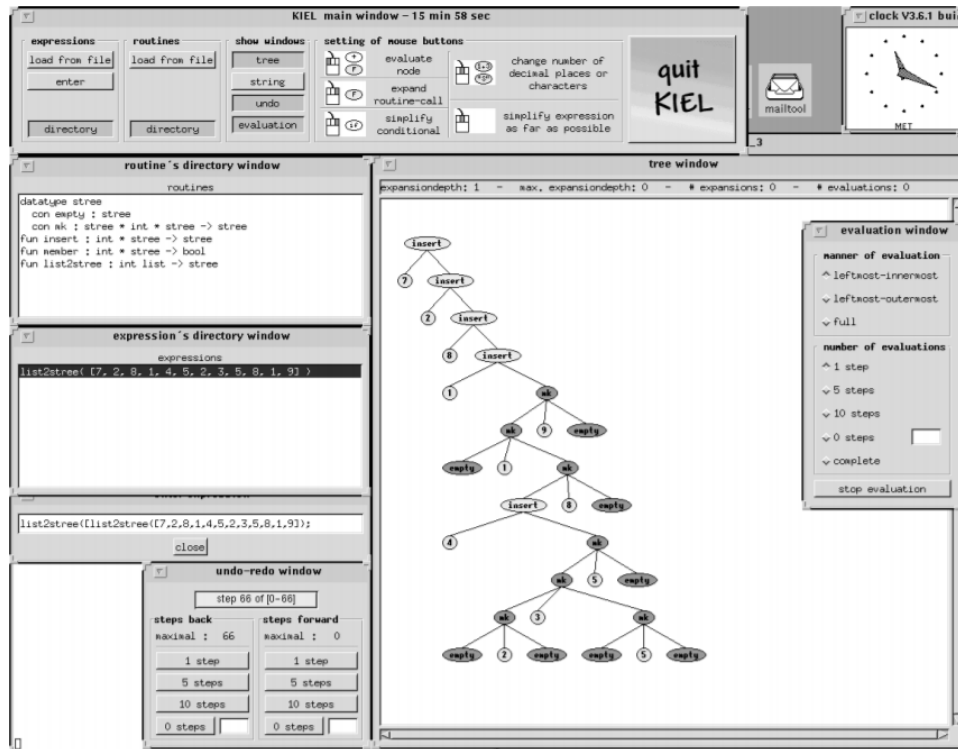 KIEL main window – 15 min 58 sec
expressions
load from file
enter
directory
routines
load from file
directory
show windows
tree
string
undo
evaluation
setting of mouse buttons
evaluate
node
expand
routine-call
simplify
conditional
change number of
decimal places or
characters
simplify expression
as far as possible
quit
KIEL
mailtool
clock V3.6.1 bui
MET
_3
routine´s directory window
routines
datatype stree
con empty : stree
con mk : stree * int * stree -> stree
fun insert : int * stree -> stree
fun member : int * stree -> bool
fun list2stree : int list -> stree
expression´s directory window
expressions
list2stree( [7, 2, 8, 1, 4, 5, 2, 3, 5, 8, 1, 9] )
list2stree([list2stree([7,2,8,1,4,5,2,3,5,8,1,9]);
close
undo-redo window
step 66 of [0-66]
steps back
maximal : 66
1 step
5 steps
10 steps
0 steps
steps forward
maximal : 0
1 step
5 steps
10 steps
0 steps
tree window
expansiondepth: 1 – max. expansiondepth: 0 – # expansions: 0 – # evaluations: 0
insert
7 insert
2 insert
8 insert
1 mk
mk 9 empty
empty 1 mk
insert 8 empty
4 mk
mk 5 empty
mk 3 mk
empty 2 empty empty 5 empty
evaluation window
manner of evaluation
leftmost-innermost
leftmost-outermost
full
number of evaluations
1 step
5 steps
10 steps
0 steps
complete
stop evaluation